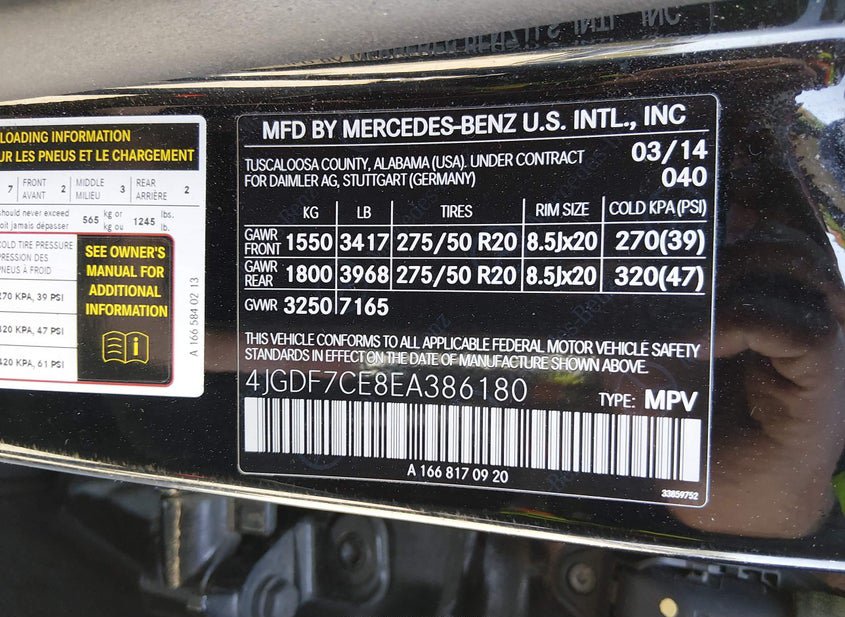 LOADING INFORMATION
UR LES PNEUS ET LE CHARGEMENT
7 FRONT AVANT 2 MIDDLE MILIEU 3 REAR ARRIÈRE 2
should never exceed
oit jamais dépasser 565 kg or kg ou 1245 lbs. lb.
COLD TIRE PRESSURE
PRESSION DES
PNEUS À FROID
270 KPA, 39 PSI
320 KPA, 47 PSI
420 KPA, 61 PSI
SEE OWNER'S
MANUAL FOR
ADDITIONAL
INFORMATION
A 166 584 02 13
MFD BY MERCEDES-BENZ U.S. INTL., INC
TUSCALOOSA COUNTY, ALABAMA (USA). UNDER CONTRACT 03/14
FOR DAIMLER AG, STUTTGART (GERMANY) 040
KG LB TIRES RIM SIZE COLD KPA(PSI)
GAWR FRONT 1550 3417 275/50 R20 8.5Jx20 270(39)
GAWR REAR 1800 3968 275/50 R20 8.5Jx20 320(47)
GVWR 3250 7165
THIS VEHICLE CONFORMS TO ALL APPLICABLE FEDERAL MOTOR VEHICLE SAFETY
STANDARDS IN EFFECT ON THE DATE OF MANUFACTURE SHOWN ABOVE.
4JGDF7CE8EA386180 TYPE: MPV
A 166 817 09 20
33659752